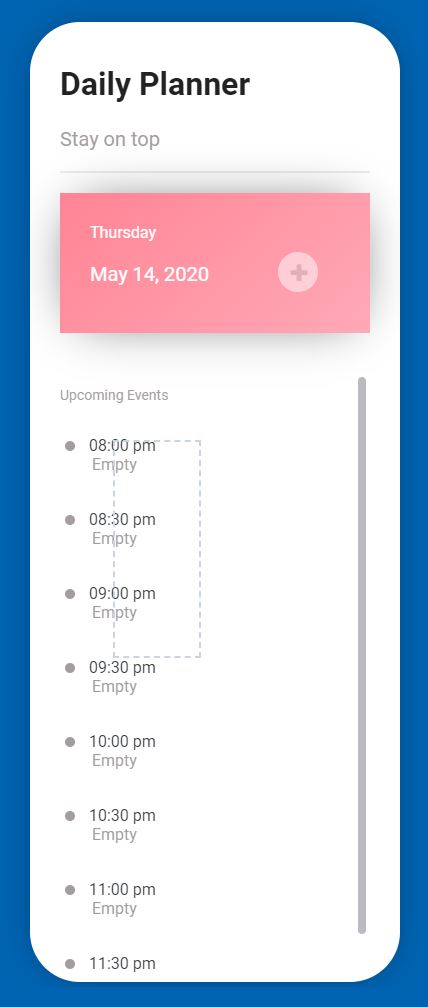 Daily Planner
Stay on top
Thursday
May 14, 2020
Upcoming Events
08:00 pm
Empty
08:30 pm
Empty
09:00 pm
Empty
09:30 pm
Empty
10:00 pm
Empty
10:30 pm
Empty
11:00 pm
Empty
11:30 pm